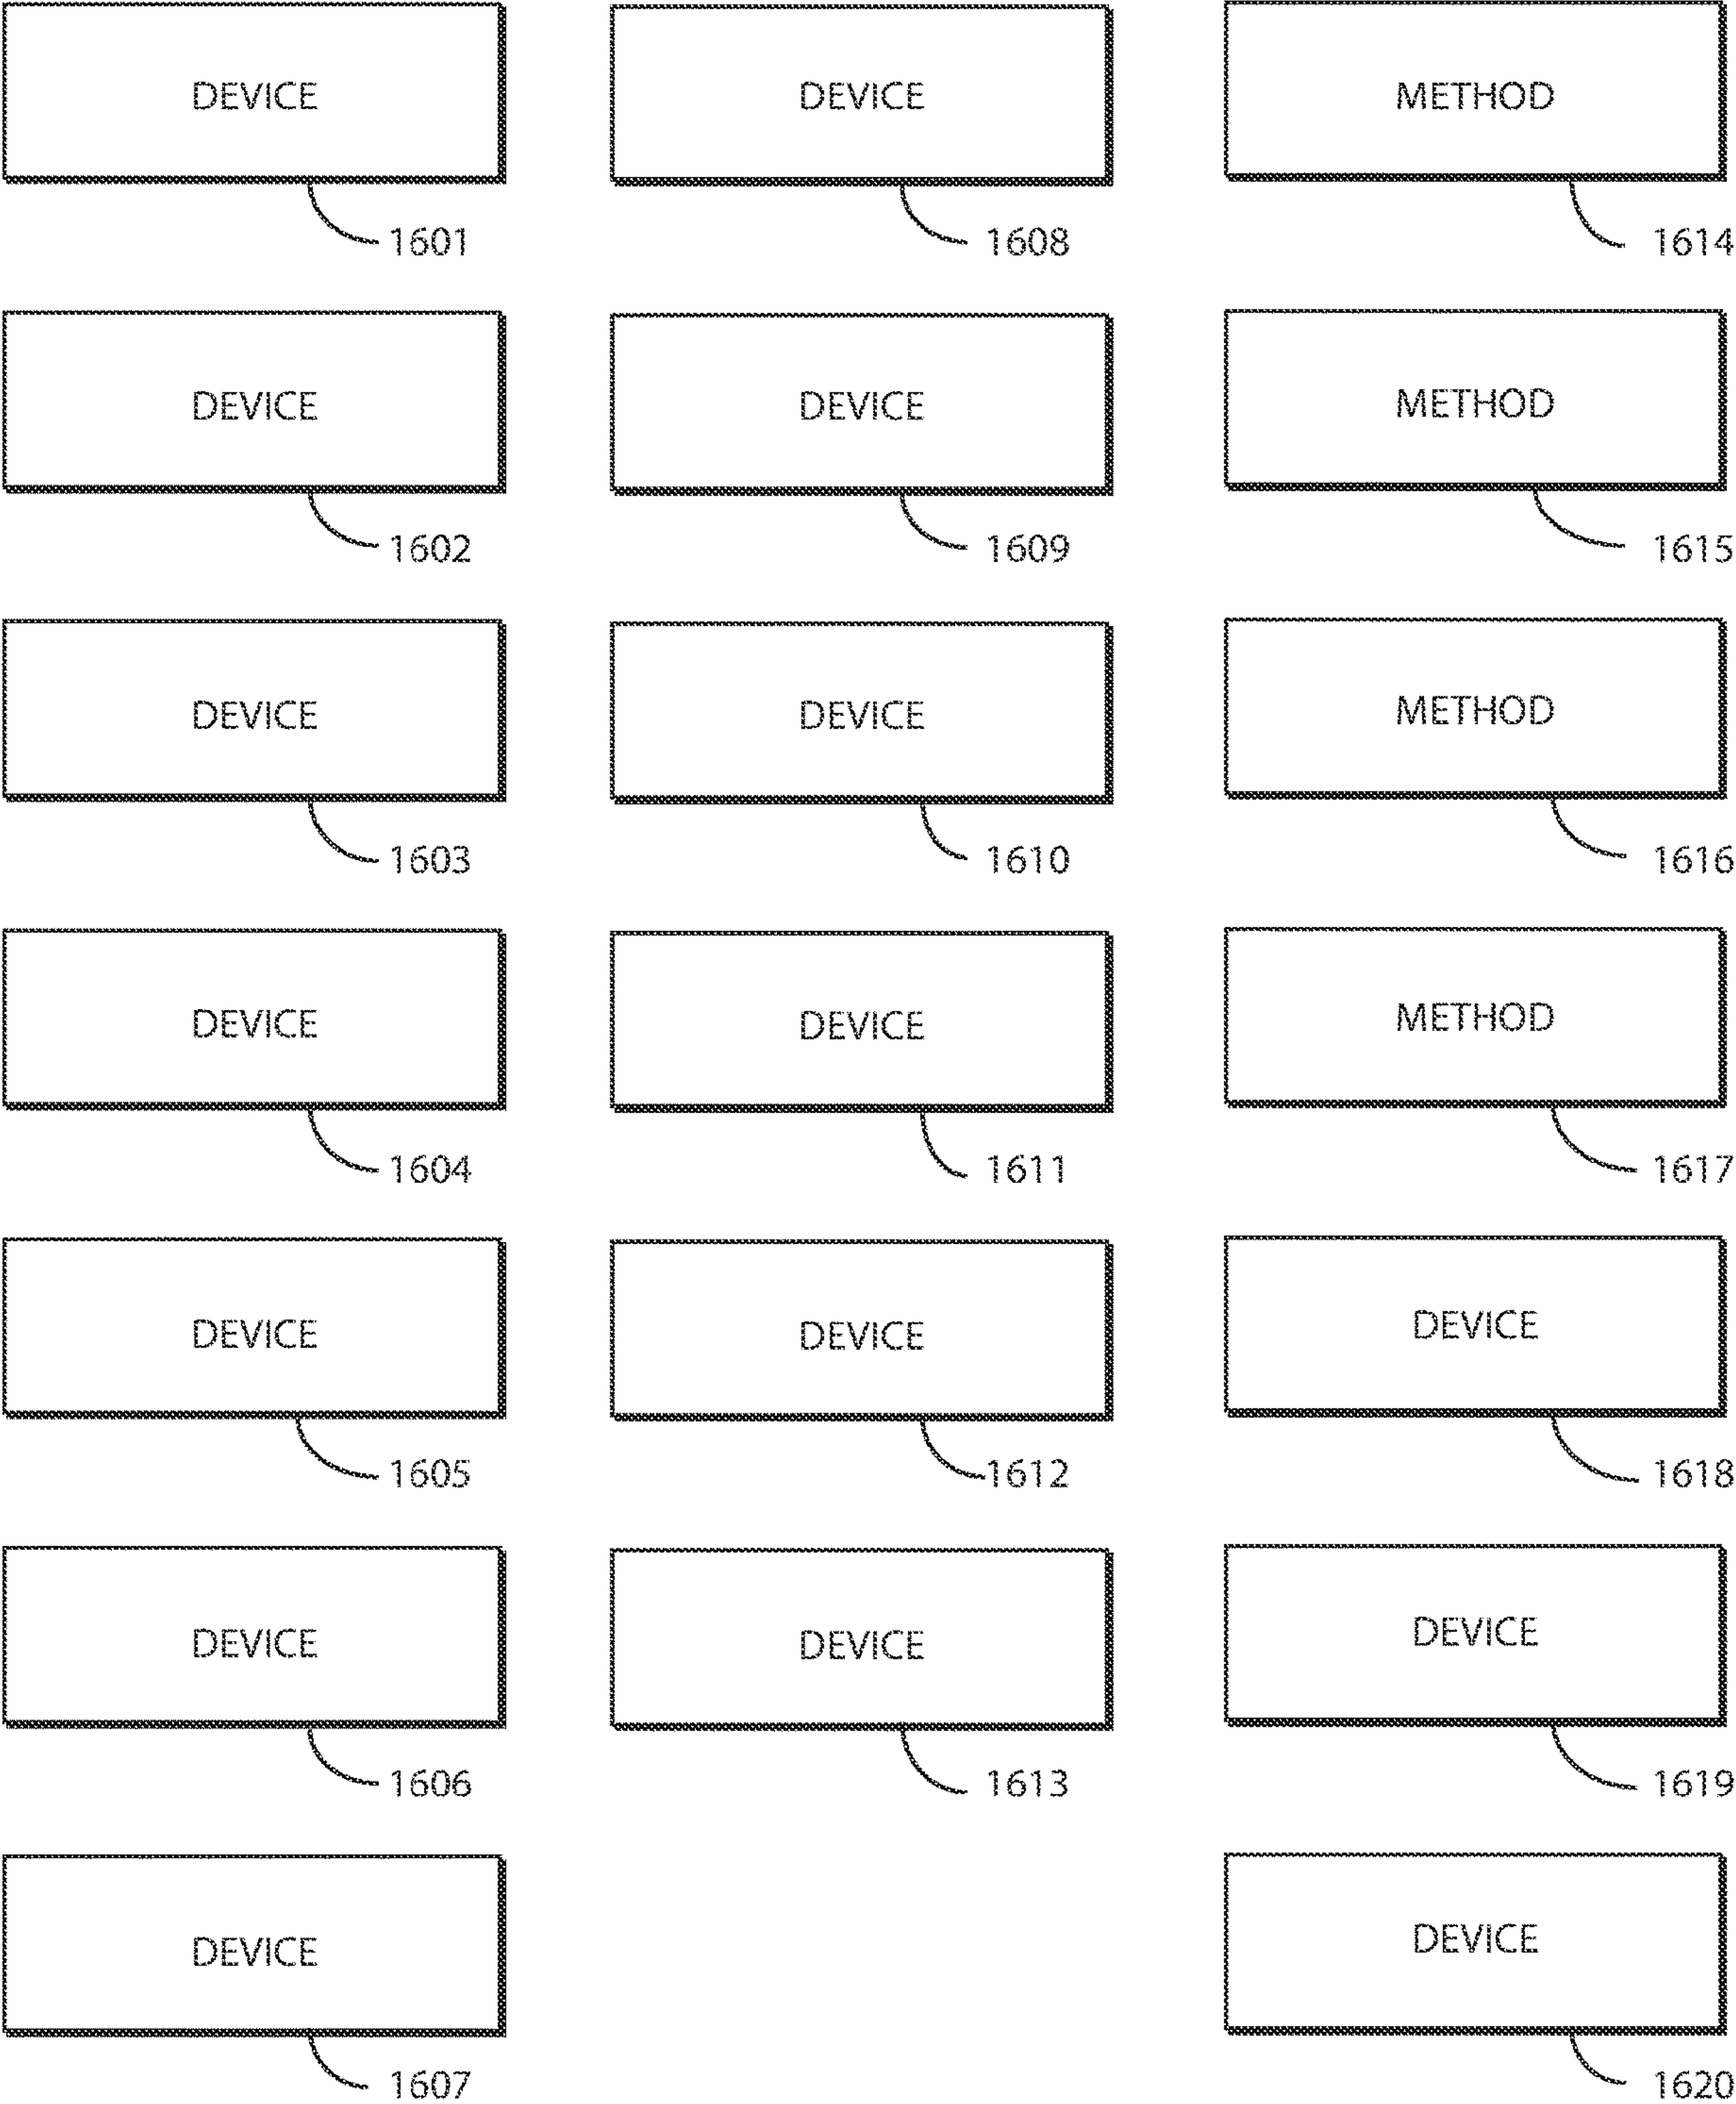 DEVICE
1601
DEVICE
1602
DEVICE
1603
DEVICE
1604
DEVICE
1605
DEVICE
1606
DEVICE
1607
DEVICE
1608
DEVICE
1609
DEVICE
1610
DEVICE
1611
DEVICE
1612
DEVICE
1613
METHOD
1614
METHOD
1615
METHOD
1616
METHOD
1617
DEVICE
1618
DEVICE
1619
DEVICE
1620